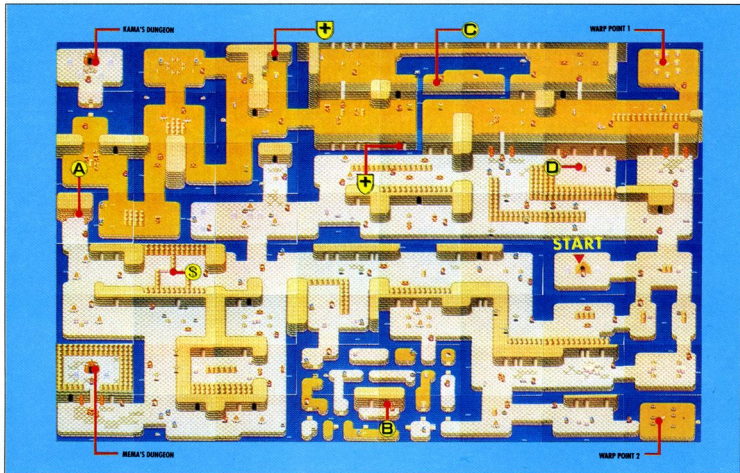 KAMA'S DUNGEON
C
WARP POINT 1
A
D
START
S
B
MEMA'S DUNGEON
WARP POINT 2